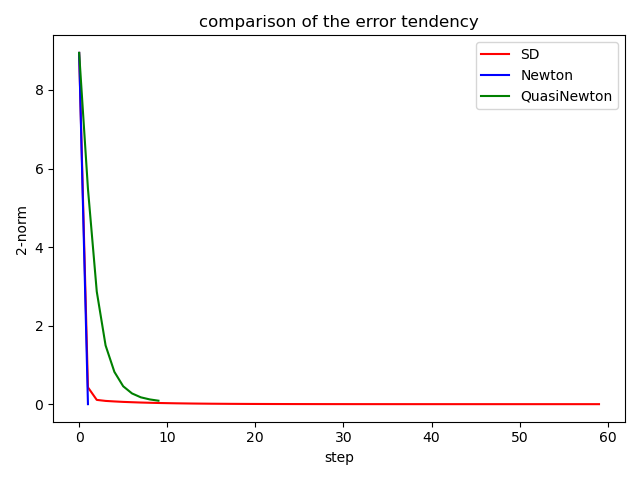 comparison of the error tendency
SD
Newton
QuasiNewton
8
6
4
2
0
2-norm
0 10 20 30 40 50 60
step